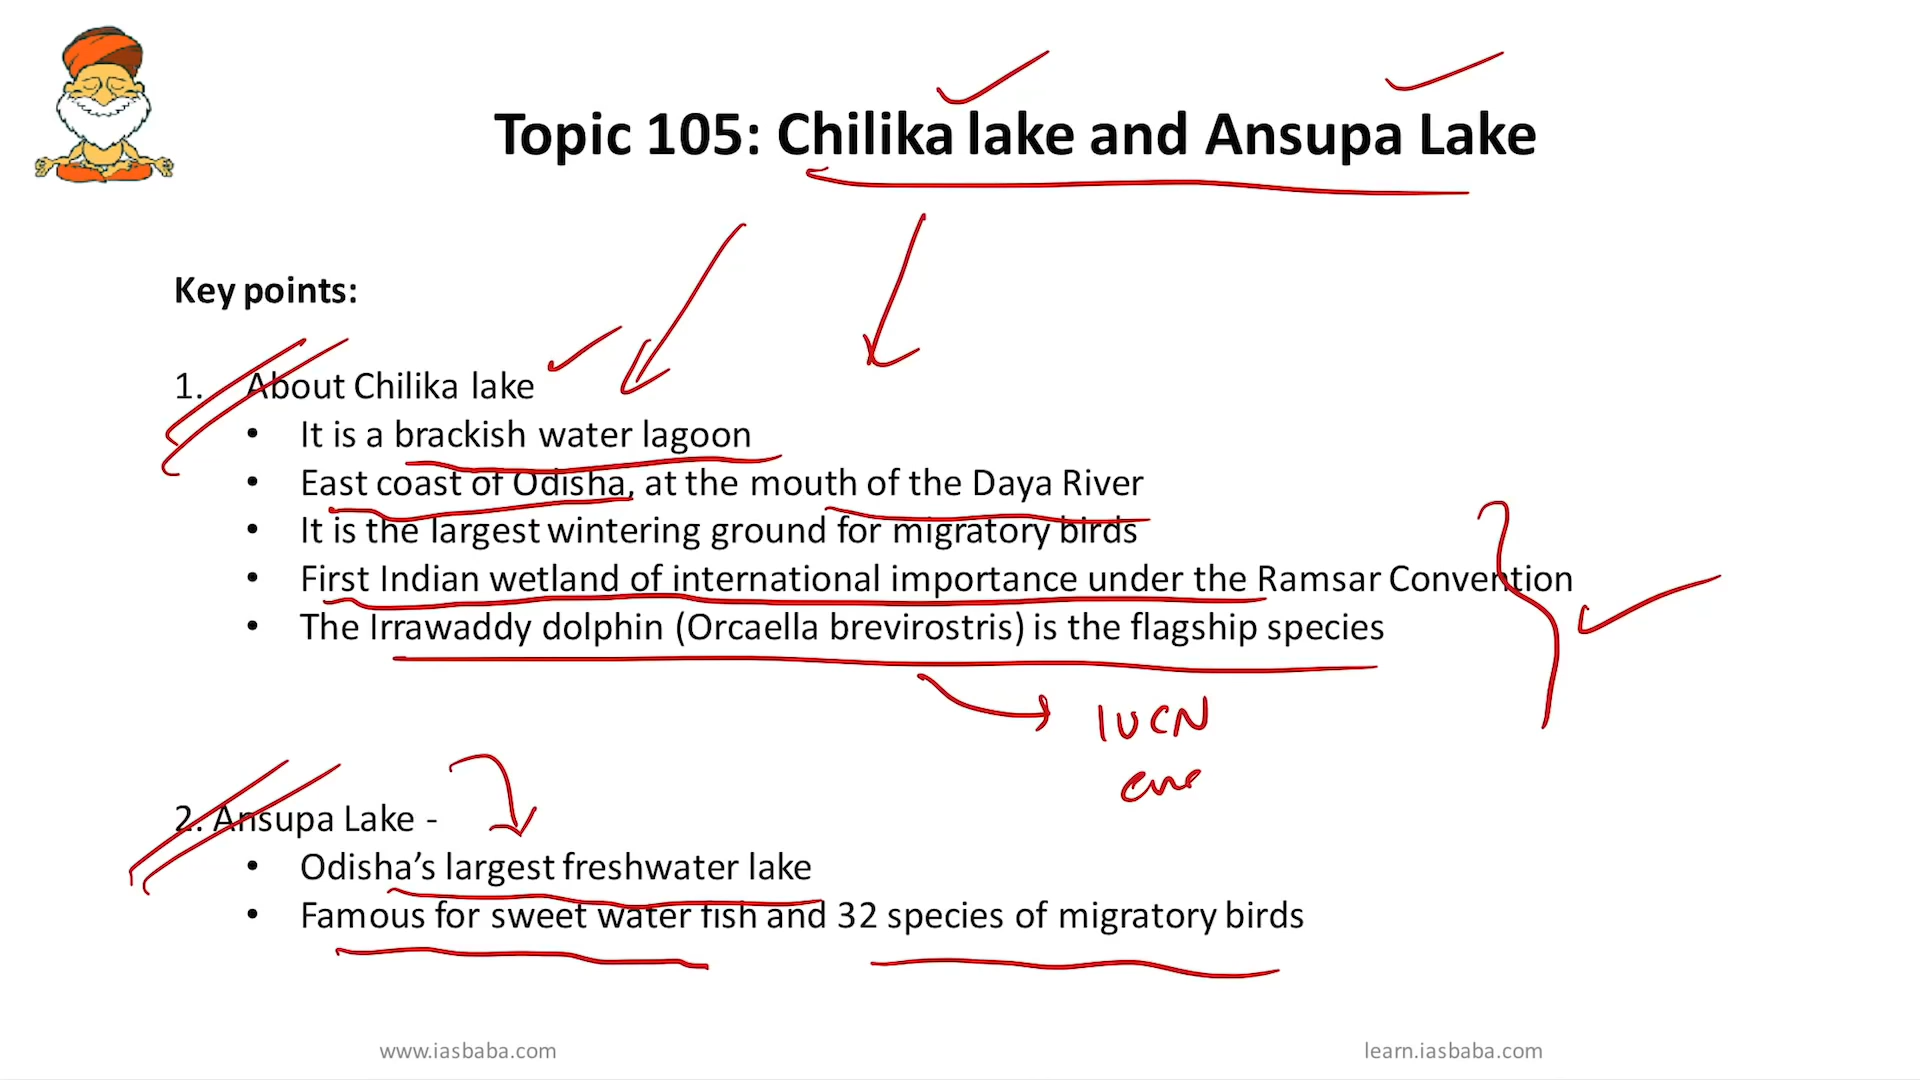 Topic 105: Chilika lake and Ansupa Lake
Key points:
1. About Chilika lake
• It is a brackish water lagoon
• East coast of Odisha, at the mouth of the Daya River
• It is the largest wintering ground for migratory birds
• First Indian wetland of international importance under the Ramsar Convention
• The Irrawaddy dolphin (Orcaella brevirostris) is the flagship species
IUCN
2. Ansupa Lake -
• Odisha’s largest freshwater lake
• Famous for sweet water fish and 32 species of migratory birds
www.iasbaba.com
learn.iasbaba.com